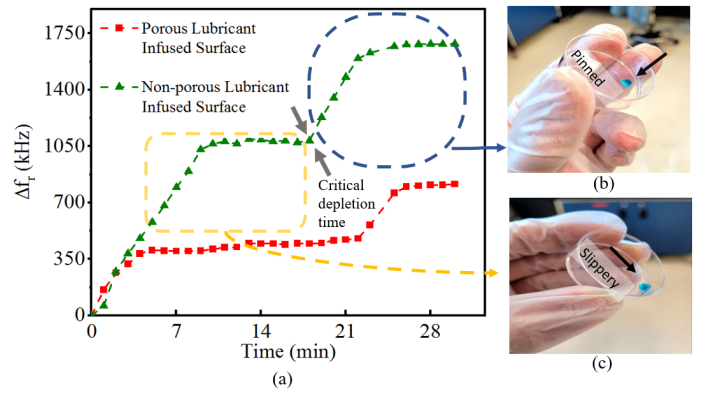 (a)
1750
1400
1050
700
350
0
Δfr (kHz)
Porous Lubricant
Infused Surface
Non-porous Lubricant
Infused Surface
Critical
depletion
time
0 7 14 21 28
Time (min)
(a)
Pinned
(b)
Slippery
(c)